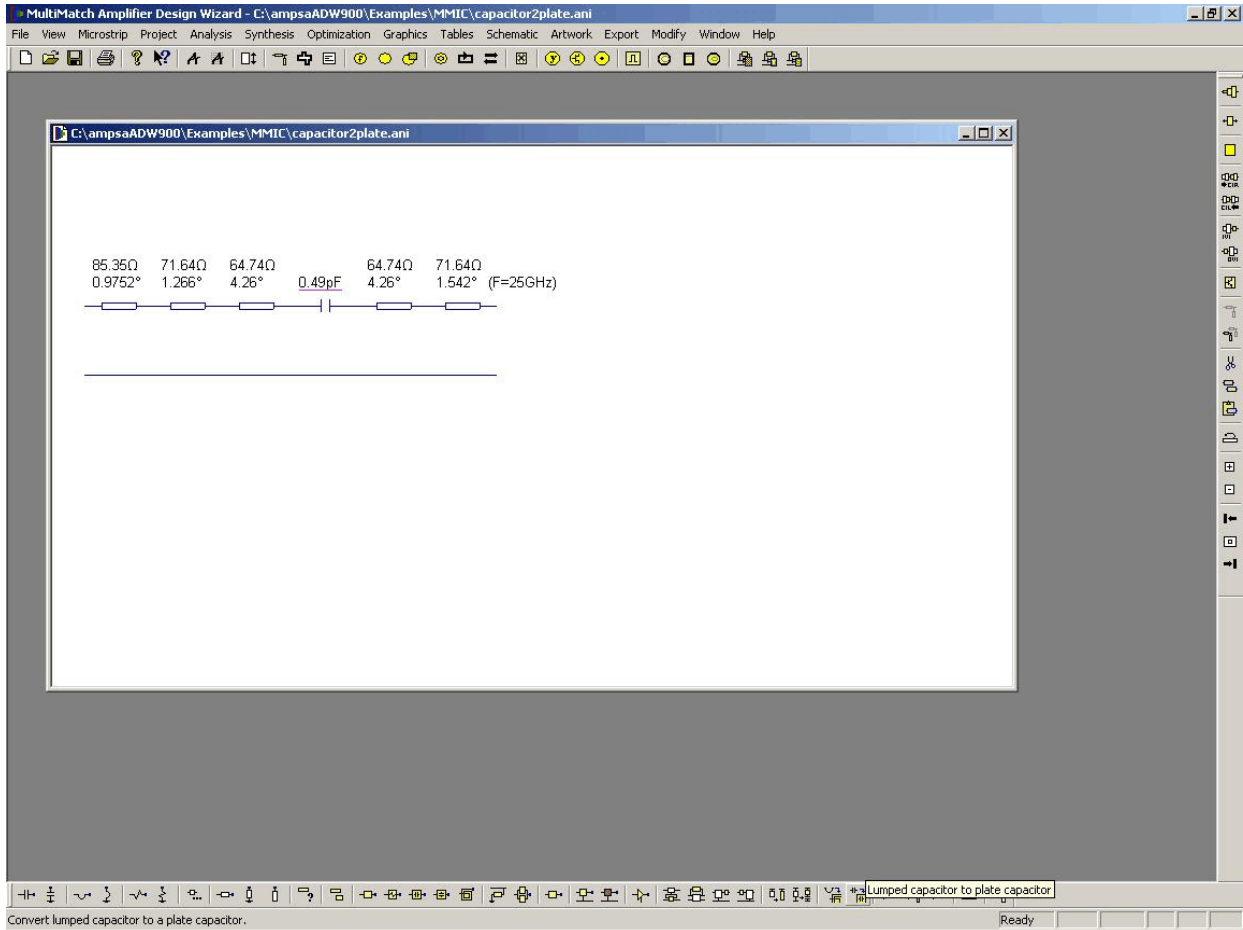 MultiMatch Amplifier Design Wizard - C:\ampsaADW900\Examples\MMIC\capacitor2plate.ani
File View Microstrip Project Analysis Synthesis Optimization Graphics Tables Schematic Artwork Export Modify Window Help
C:\ampsaADW900\Examples\MMIC\capacitor2plate.ani
85.35Ω 71.64Ω 64.74Ω 64.74Ω 71.64Ω
0.9752° 1.266° 4.26° 0.49pF 4.26° 1.542° (F=25GHz)
Lumped capacitor to plate capacitor
Convert lumped capacitor to a plate capacitor. Ready